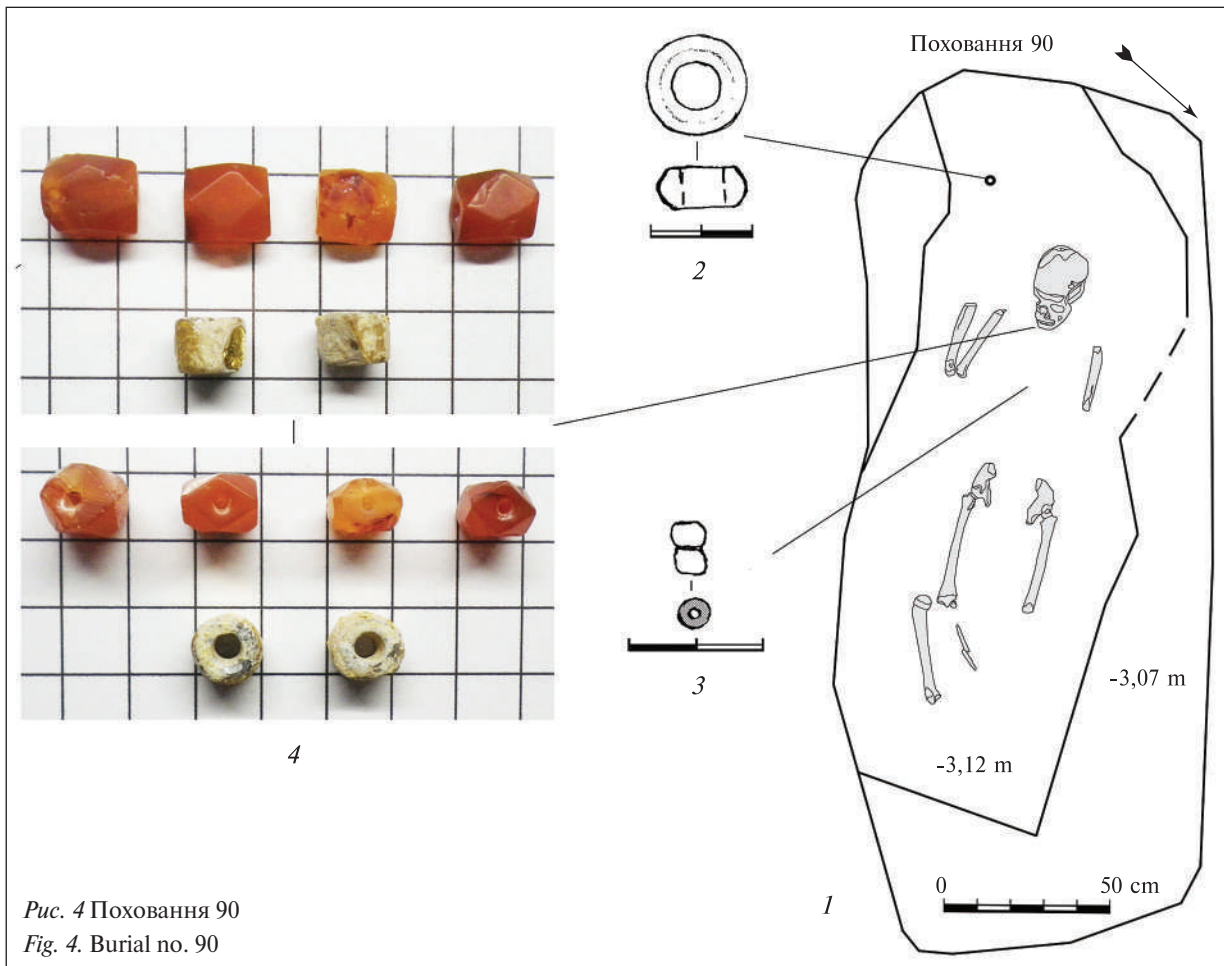 Поховання 90
2
3
4
-3,07 m
-3,12 m
1
0 50 cm
Рис. 4 Поховання 90
Fig. 4. Burial no. 90